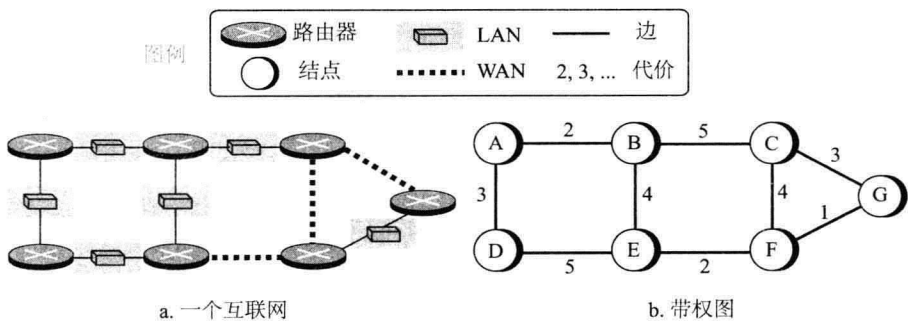 图例
路由器 LAN 边
结点 WAN 2, 3, ... 代价
A 2 B 5 C
3 4 4 3 G
1
D 5 E 2 F
a. 一个互联网 b. 带权图